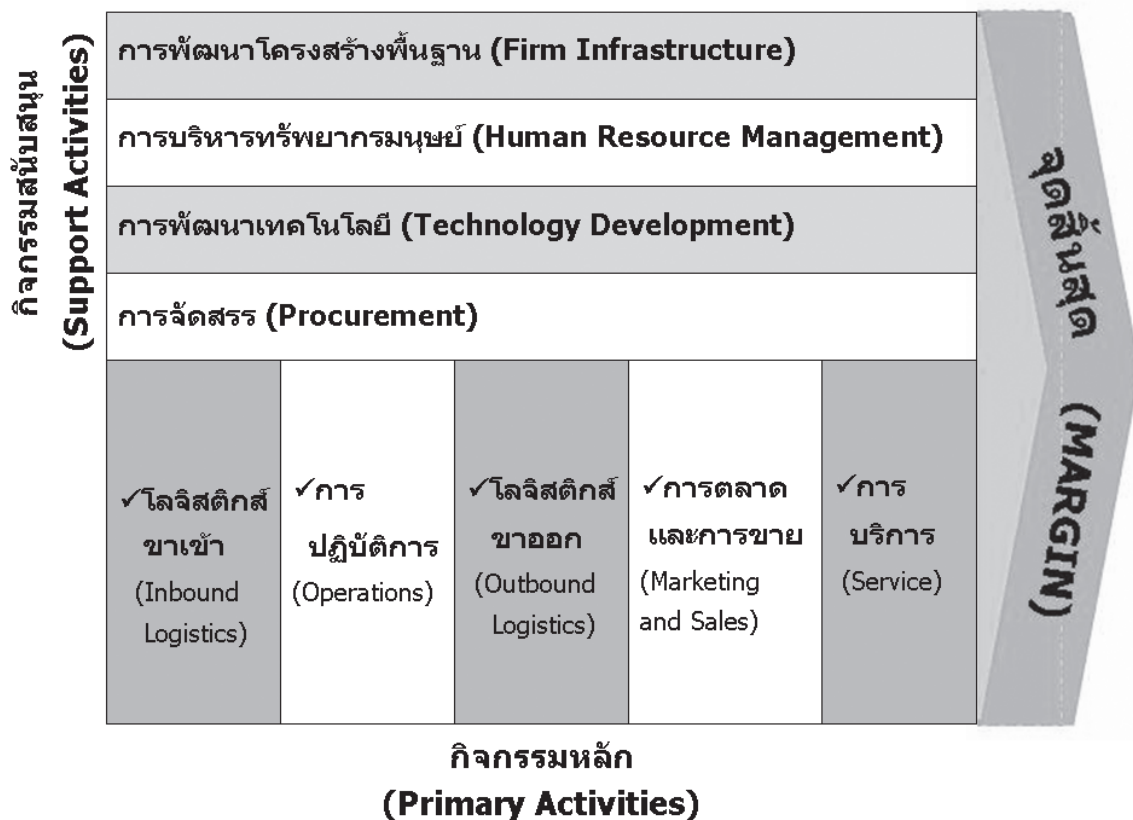 กิจกรรมสนับสนุน
(Support Activities)
การพัฒนาโครงสร้างพื้นฐาน (Firm Infrastructure)
การบริหารทรัพยากรมนุษย์ (Human Resource Management)
การพัฒนาเทคโนโลยี (Technology Development)
การจัดสรร (Procurement)
✓โลจิสติกส์
ขาเข้า
(Inbound
Logistics)
✓การ
ปฏิบัติการ
(Operations)
✓โลจิสติกส์
ขาออก
(Outbound
Logistics)
✓การตลาด
และการขาย
(Marketing
and Sales)
✓การ
บริการ
(Service)
จุดสิ้นสุด (MARGIN)
กิจกรรมหลัก
(Primary Activities)